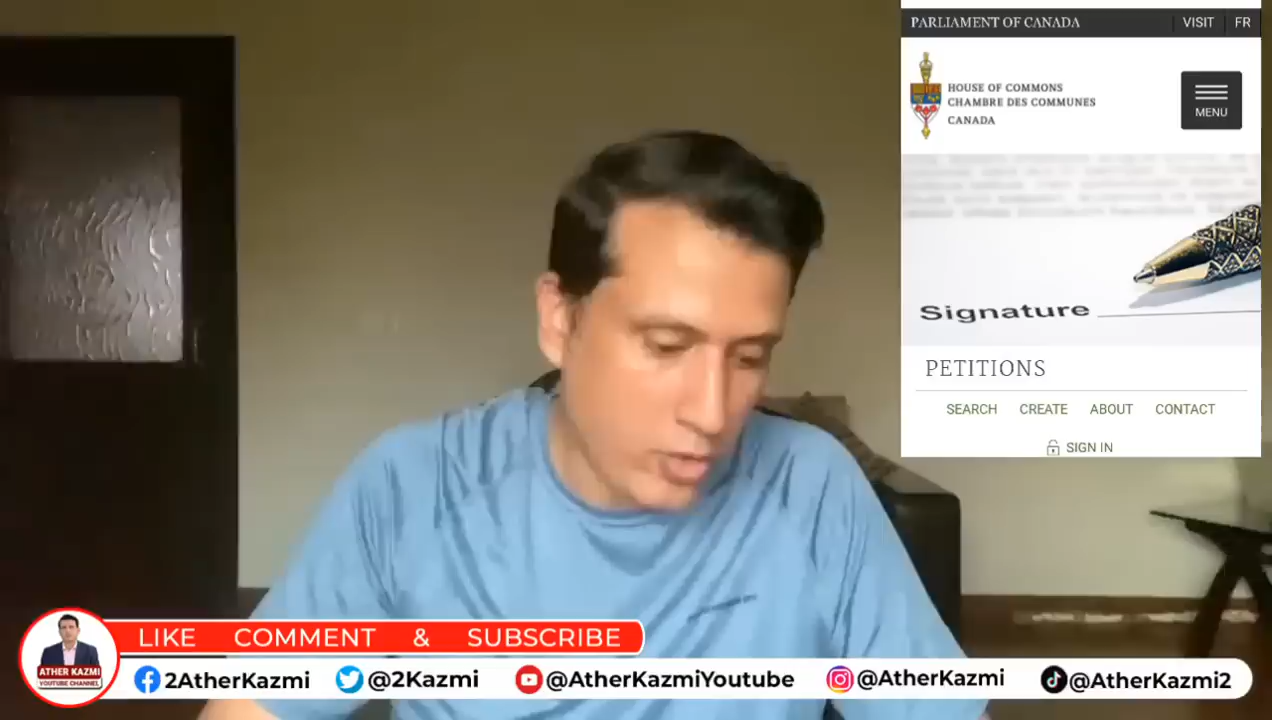 PARLIAMENT OF CANADA VISIT FR
HOUSE OF COMMONS
CHAMBRE DES COMMUNES
CANADA
MENU
Signature
PETITIONS
SEARCH CREATE ABOUT CONTACT
SIGN IN
LIKE COMMENT & SUBSCRIBE
ATHER KAZMI
YOUTUBE CHANNEL
2AtherKazmi @2Kazmi @AtherKazmiYoutube @AtherKazmi @AtherKazmi2